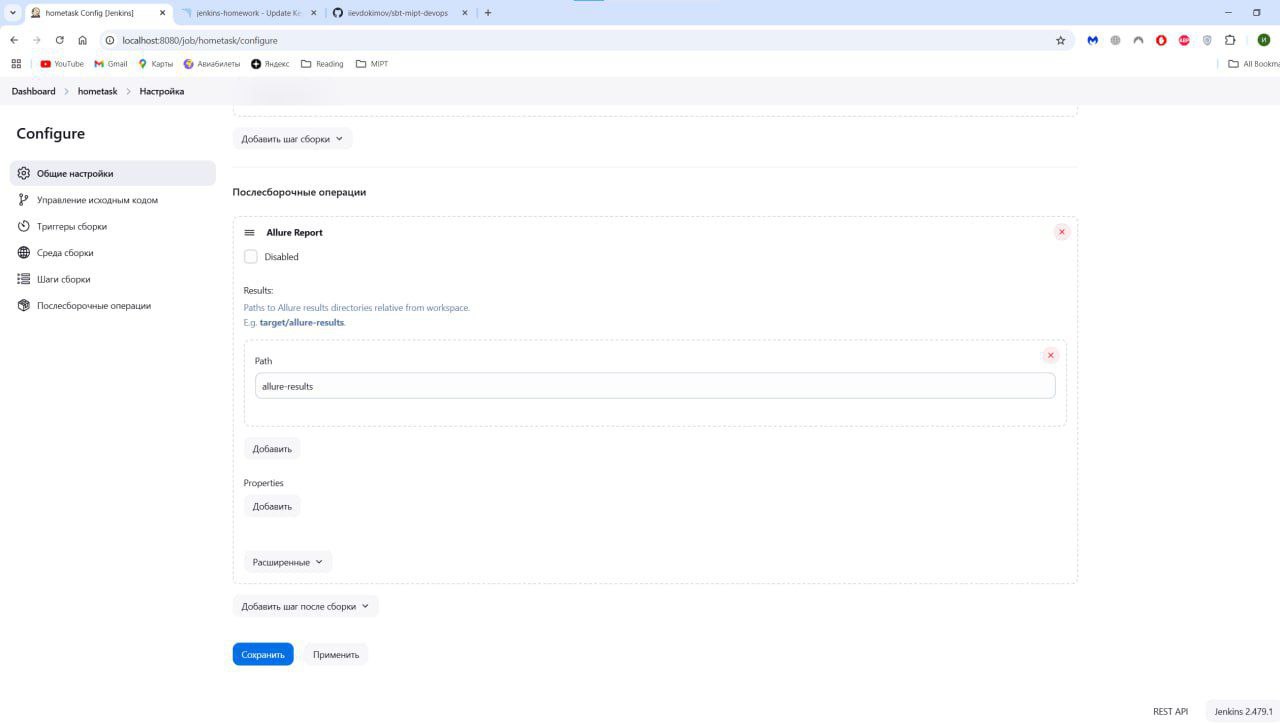 hometask Config [Jenkins]
jenkins-homework - Update Ke
iievdokimov/sbt-mipt-devops
localhost:8080/job/hometask/configure
ABP
И
YouTube
Gmail
Карты
Авиабилеты
Яндекс
Reading
MIPT
All Bookma
Dashboard
hometask
Настройка
Configure
Общие настройки
Управление исходным кодом
Триггеры сборки
Среда сборки
Шаги сборки
Послесборочные операции
Добавить шаг сборки
Послесборочные операции
Allure Report
Disabled
Results:
Paths to Allure results directories relative from workspace.
E.g. target/allure-results.
Path
allure-results
Добавить
Properties
Добавить
Расширенные
Добавить шаг после сборки
Сохранить
Применить
REST API
Jenkins 2.479.1